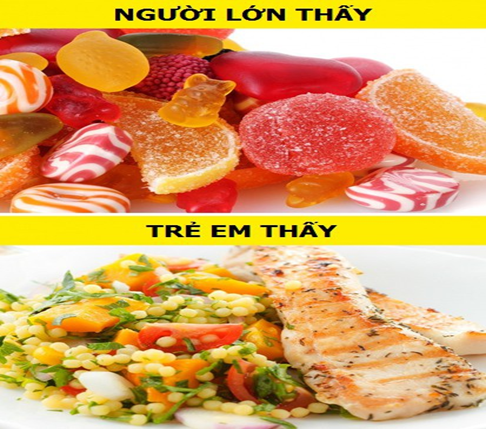 NGƯỜI LỚN THẤY
TRẺ EM THẤY